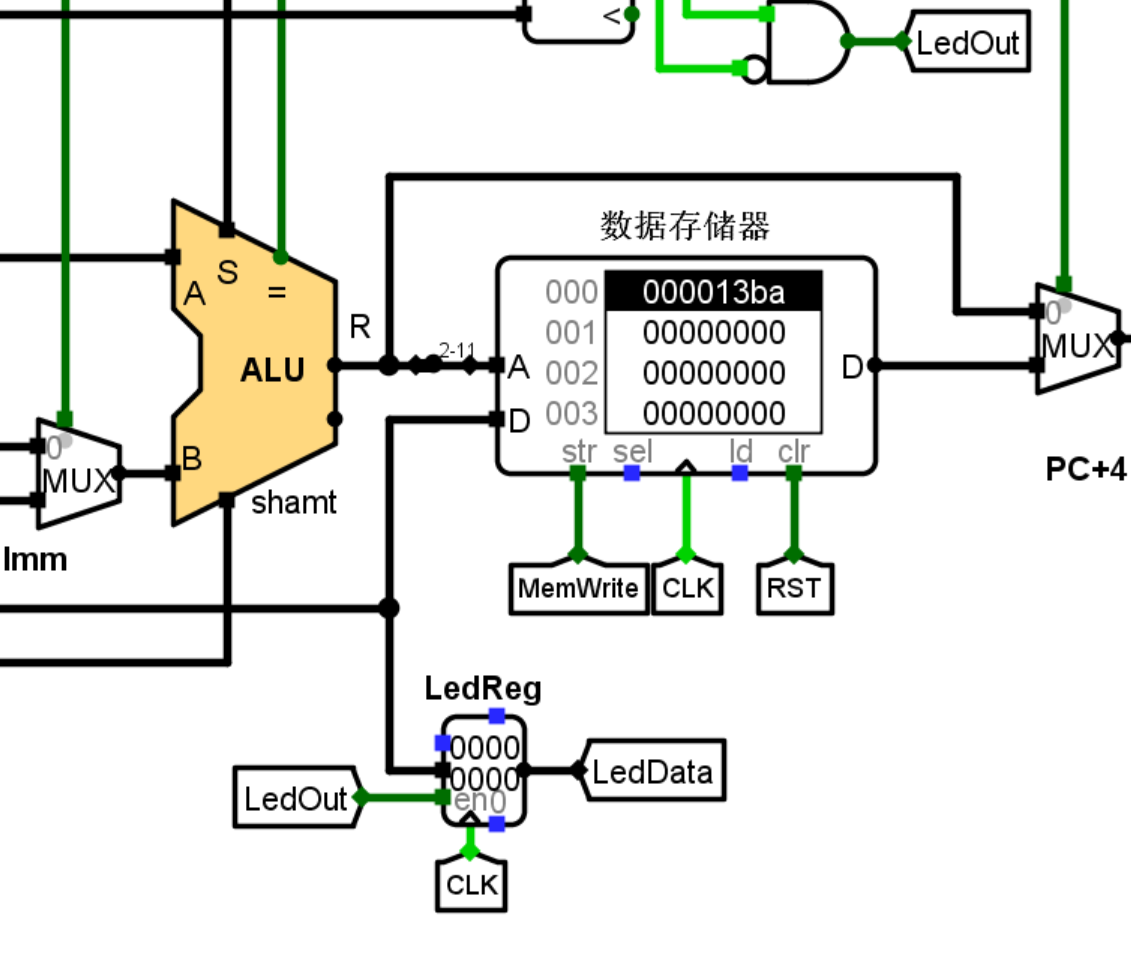 <
LedOut
数据存储器
S
A
=
R
ALU
B
shamt
0
MUX
Imm
2-11
A
D
000 000013ba
001 00000000
002 00000000
003 00000000
D
str sel ld clr
MemWrite
CLK
RST
0
MUX
PC+4
LedReg
0000
0000
en0
LedOut
LedData
CLK